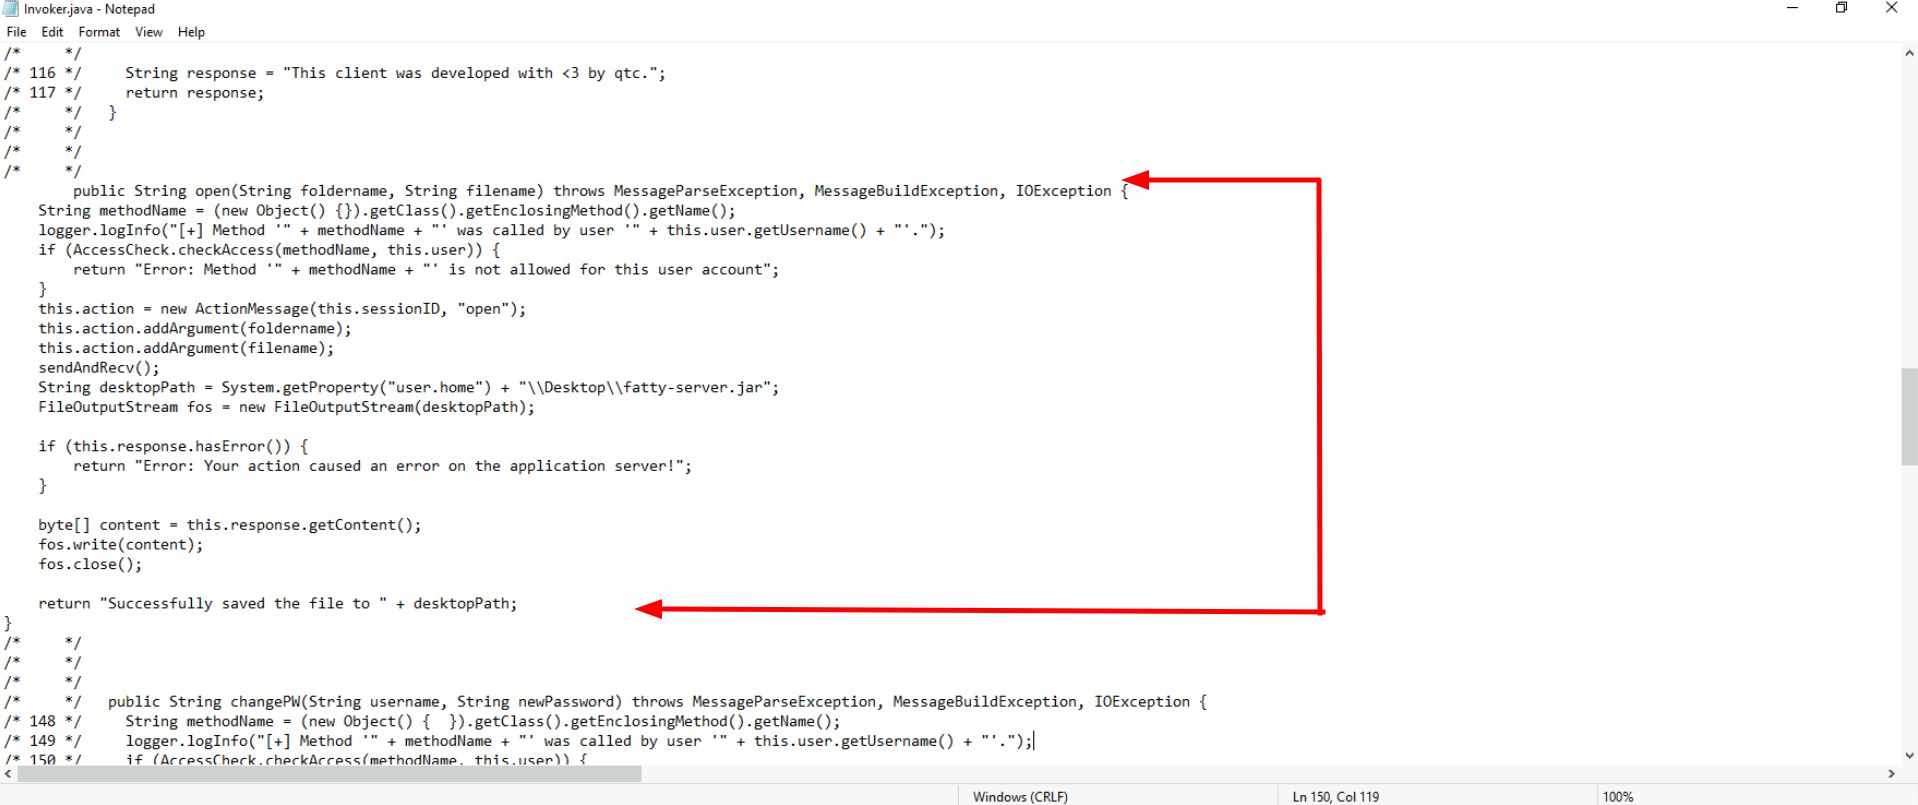 Invoker.java - Notepad
File Edit Format View Help
/*     */
/* 116 */     String response = "This client was developed with <3 by qtc.";
/* 117 */     return response;
/*     */   }
/*     */
/*     */
/*     */
        public String open(String foldername, String filename) throws MessageParseException, MessageBuildException, IOException {
    String methodName = (new Object() {}).getClass().getEnclosingMethod().getName();
    logger.logInfo("[+] Method '" + methodName + "' was called by user '" + this.user.getUsername() + "'.");
    if (AccessCheck.checkAccess(methodName, this.user)) {
        return "Error: Method '" + methodName + "' is not allowed for this user account";
    }
    this.action = new ActionMessage(this.sessionID, "open");
    this.action.addArgument(foldername);
    this.action.addArgument(filename);
    sendAndRecv();
    String desktopPath = System.getProperty("user.home") + "\\Desktop\\fatty-server.jar";
    FileOutputStream fos = new FileOutputStream(desktopPath);
    if (this.response.hasError()) {
        return "Error: Your action caused an error on the application server!";
    }
    byte[] content = this.response.getContent();
    fos.write(content);
    fos.close();
    return "Successfully saved the file to " + desktopPath;
}
/*     */
/*     */
/*     */
/*     */   public String changePW(String username, String newPassword) throws MessageParseException, MessageBuildException, IOException {
/* 148 */     String methodName = (new Object() {  }).getClass().getEnclosingMethod().getName();
/* 149 */     logger.logInfo("[+] Method '" + methodName + "' was called by user '" + this.user.getUsername() + "'.");
/* 150 */     if (AccessCheck.checkAccess(methodName, this.user)) {
Windows (CRLF) Ln 150, Col 119 100%